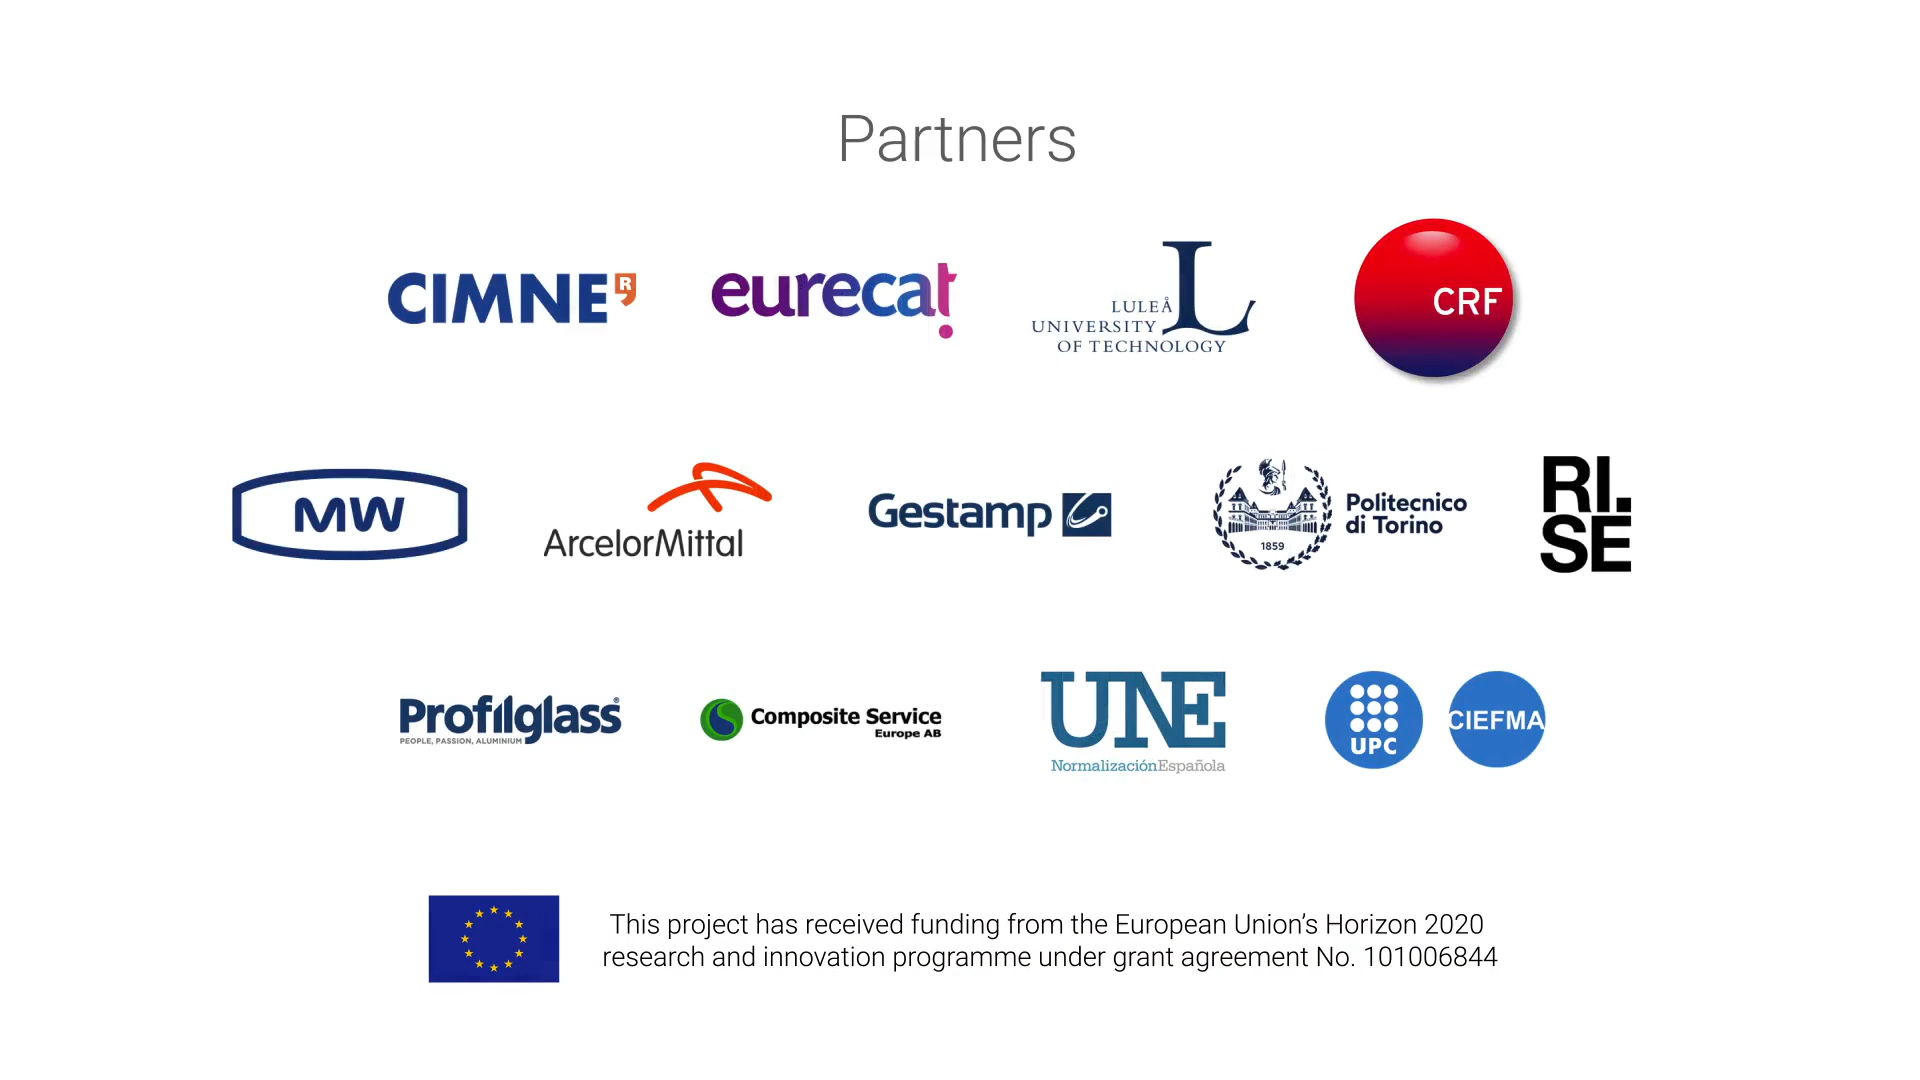 Partners
CIMNE R
eurecat
LULEÅ
UNIVERSITY
OF TECHNOLOGY
L
CRF
MW
ArcelorMittal
Gestamp
1859
Politecnico
di Torino
RI.
SE
Profilglass®
PEOPLE, PASSION, ALUMINIUM
Composite Service
Europe AB
UNE
NormalizaciónEspañola
UPC
CIEFMA
This project has received funding from the European Union’s Horizon 2020
research and innovation programme under grant agreement No. 101006844